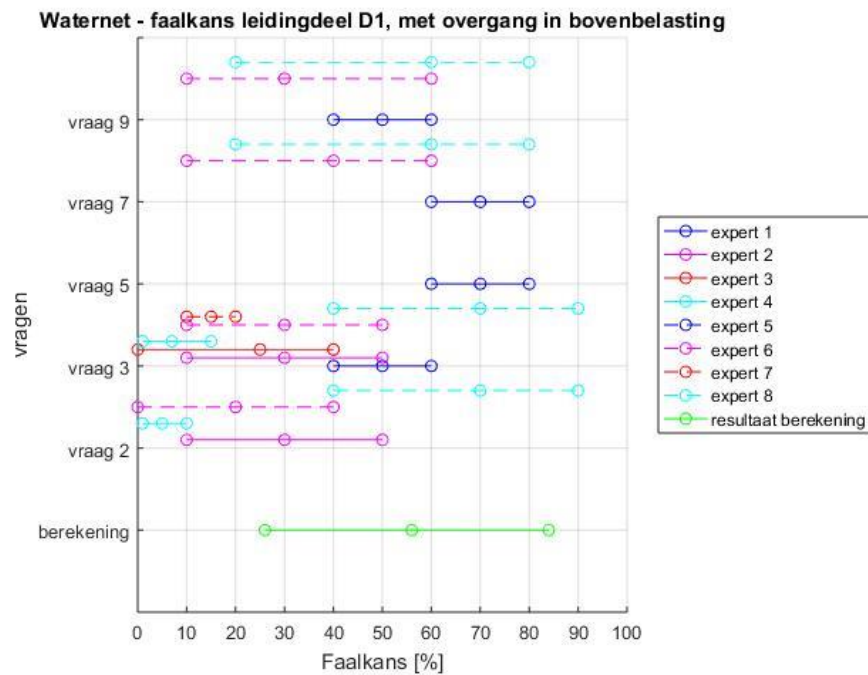 Waternet - faalkans leidingdeel D1, met overgang in bovenbelasting
vragen
vraag 9
vraag 7
vraag 5
vraag 3
vraag 2
berekening
0 10 20 30 40 50 60 70 80 90 100
Faalkans [%]
expert 1
expert 2
expert 3
expert 4
expert 5
expert 6
expert 7
expert 8
resultaat berekening